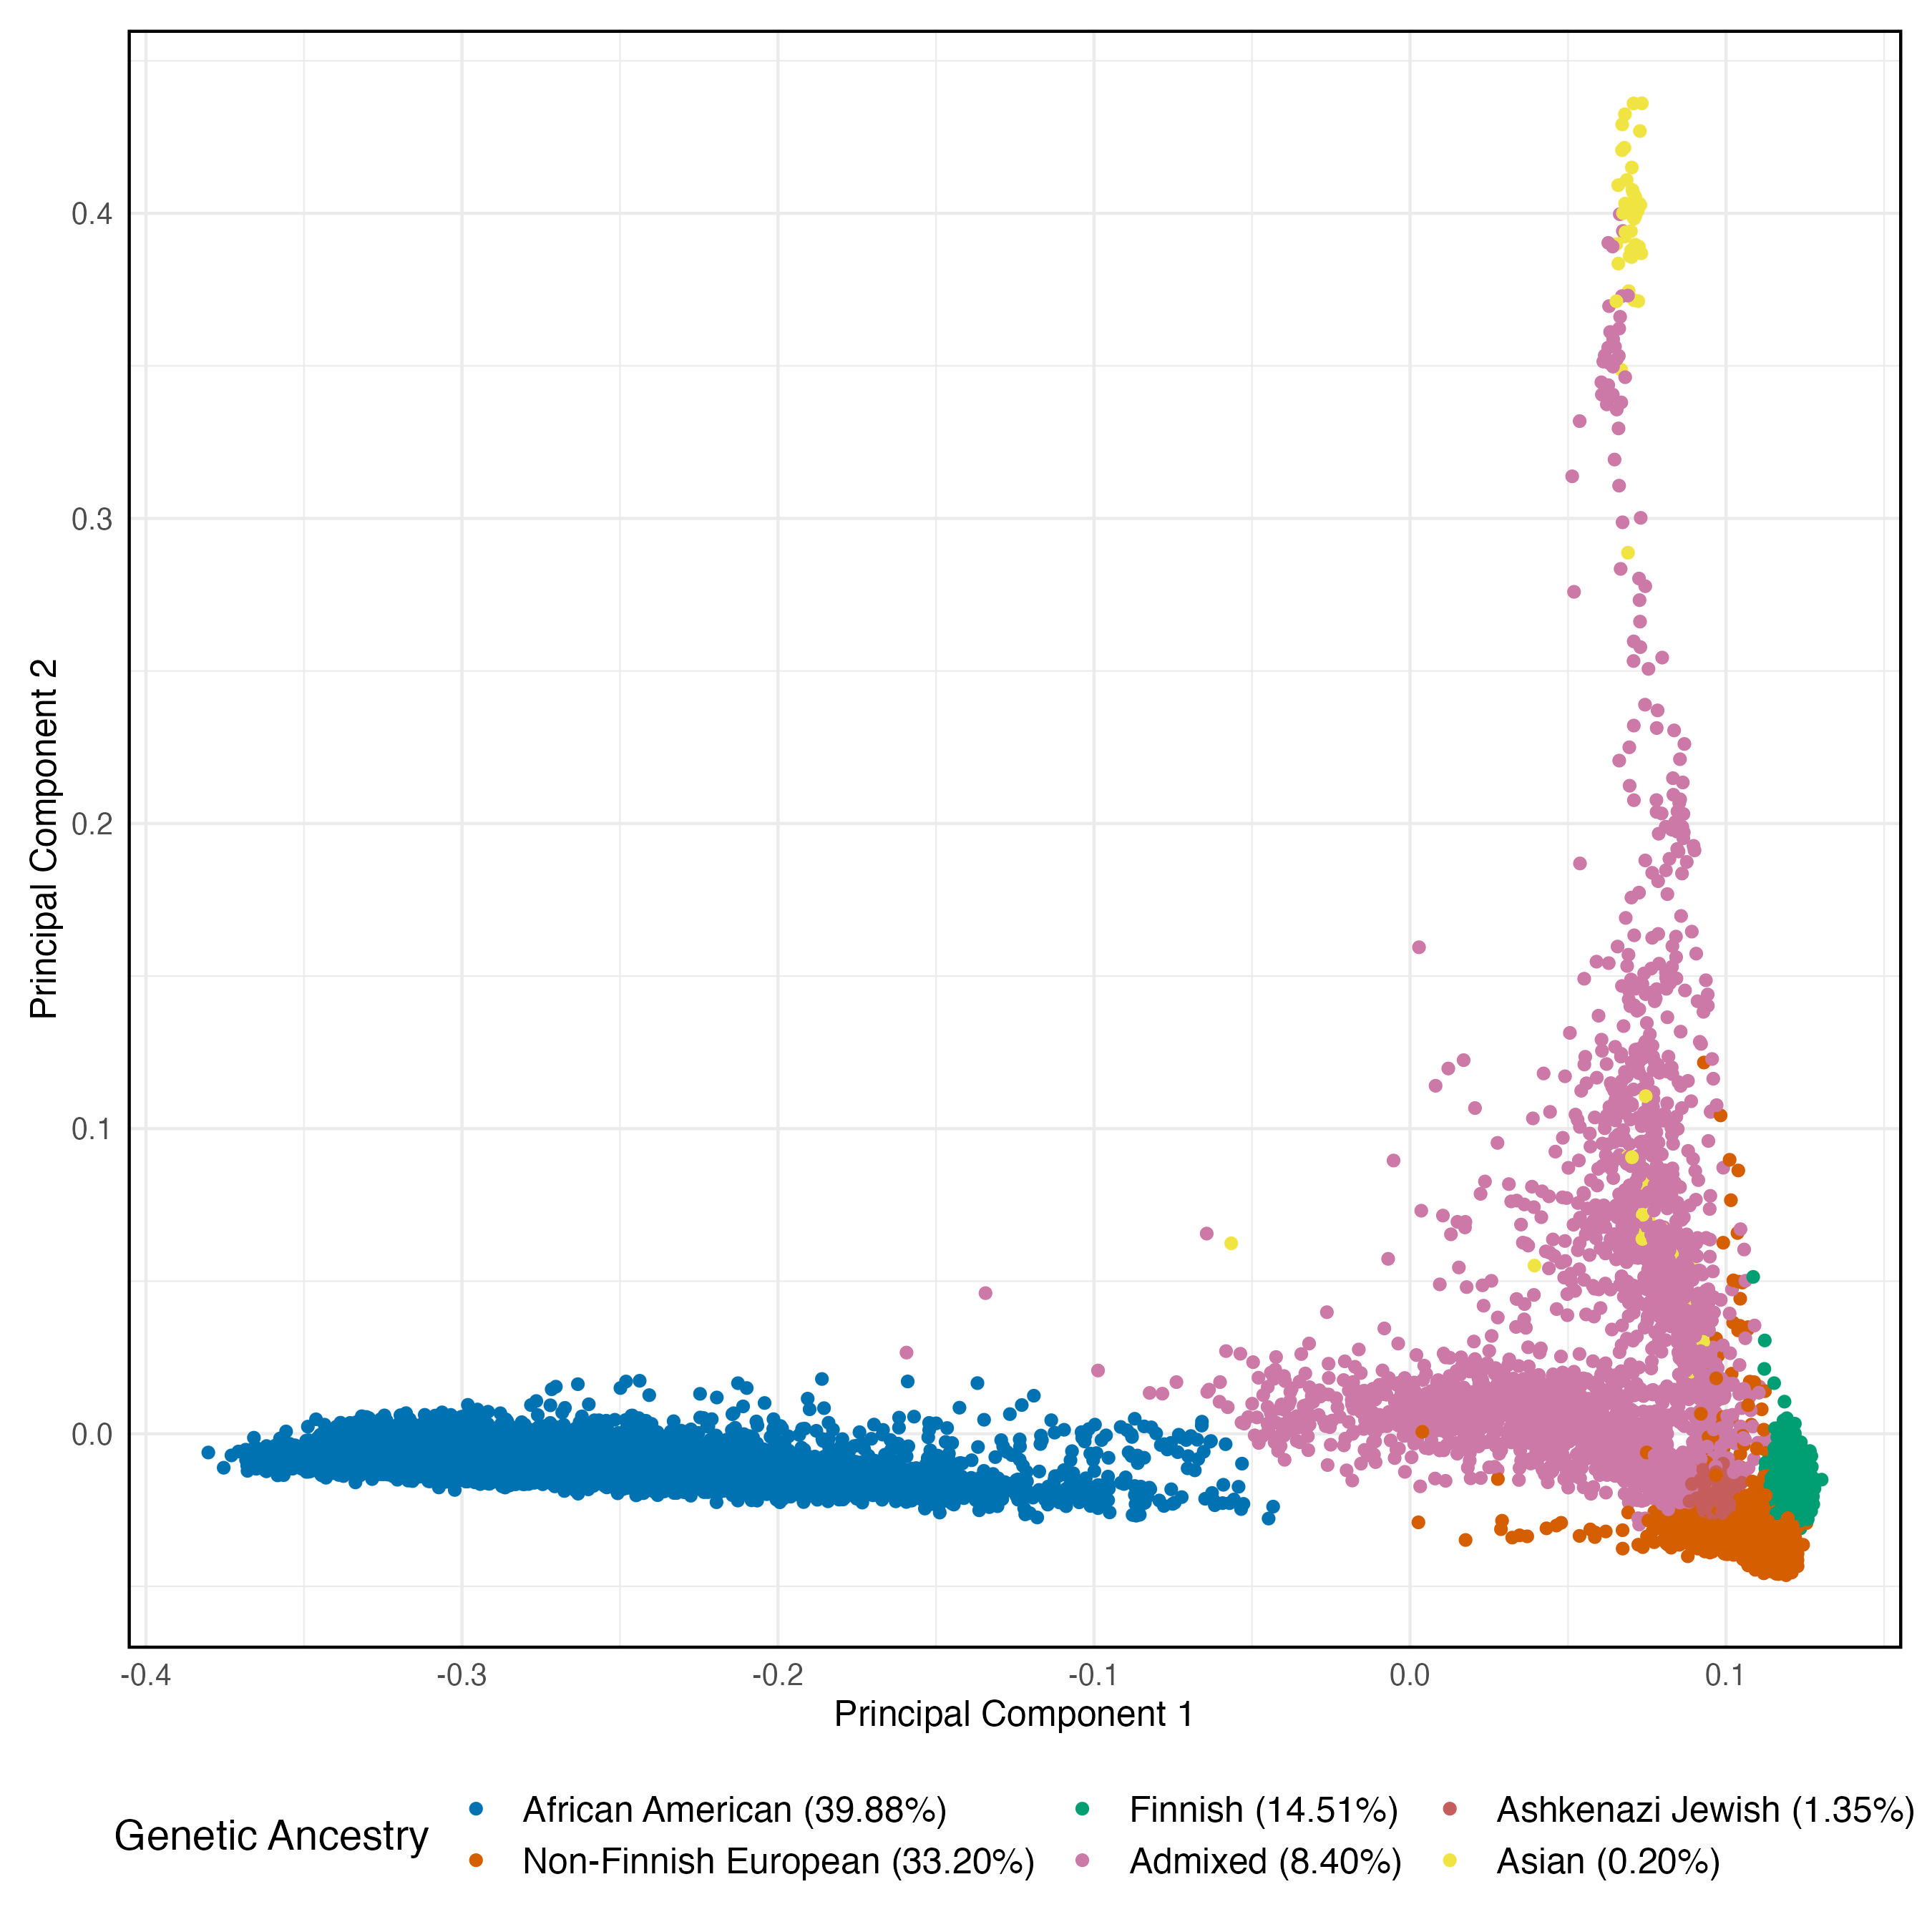 0.4
0.3
0.2
0.1
0.0
Principal Component 2
-0.4 -0.3 -0.2 -0.1 0.0 0.1
Principal Component 1
Genetic Ancestry
African American (39.88%) Finnish (14.51%) Ashkenazi Jewish (1.35%)
Non-Finnish European (33.20%) Admixed (8.40%) Asian (0.20%)